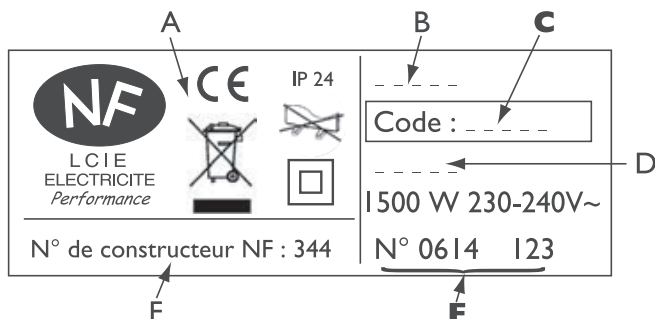 A
B
C
NF
CE
IP 24
LCIE
ELECTRICITE
Performance
_ _ _ _ _
Code : _ _ _ _ _
_ _ _ _ _
D
1500 W 230-240V~
N° de constructeur NF : 344
N° 0614 123
F
E